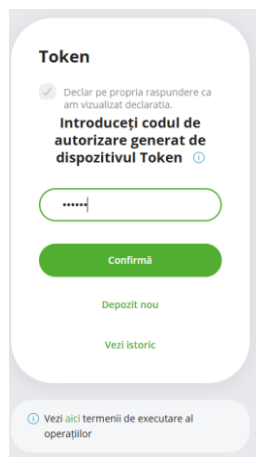 Token
Declar pe propria raspundere ca
am vizualizat declaratia.
Introduceți codul de
autorizare generat de
dispozitivul Token
••••••
Confirmă
Depozit nou
Vezi istoric
Vezi aici termenii de executare al
operațiilor